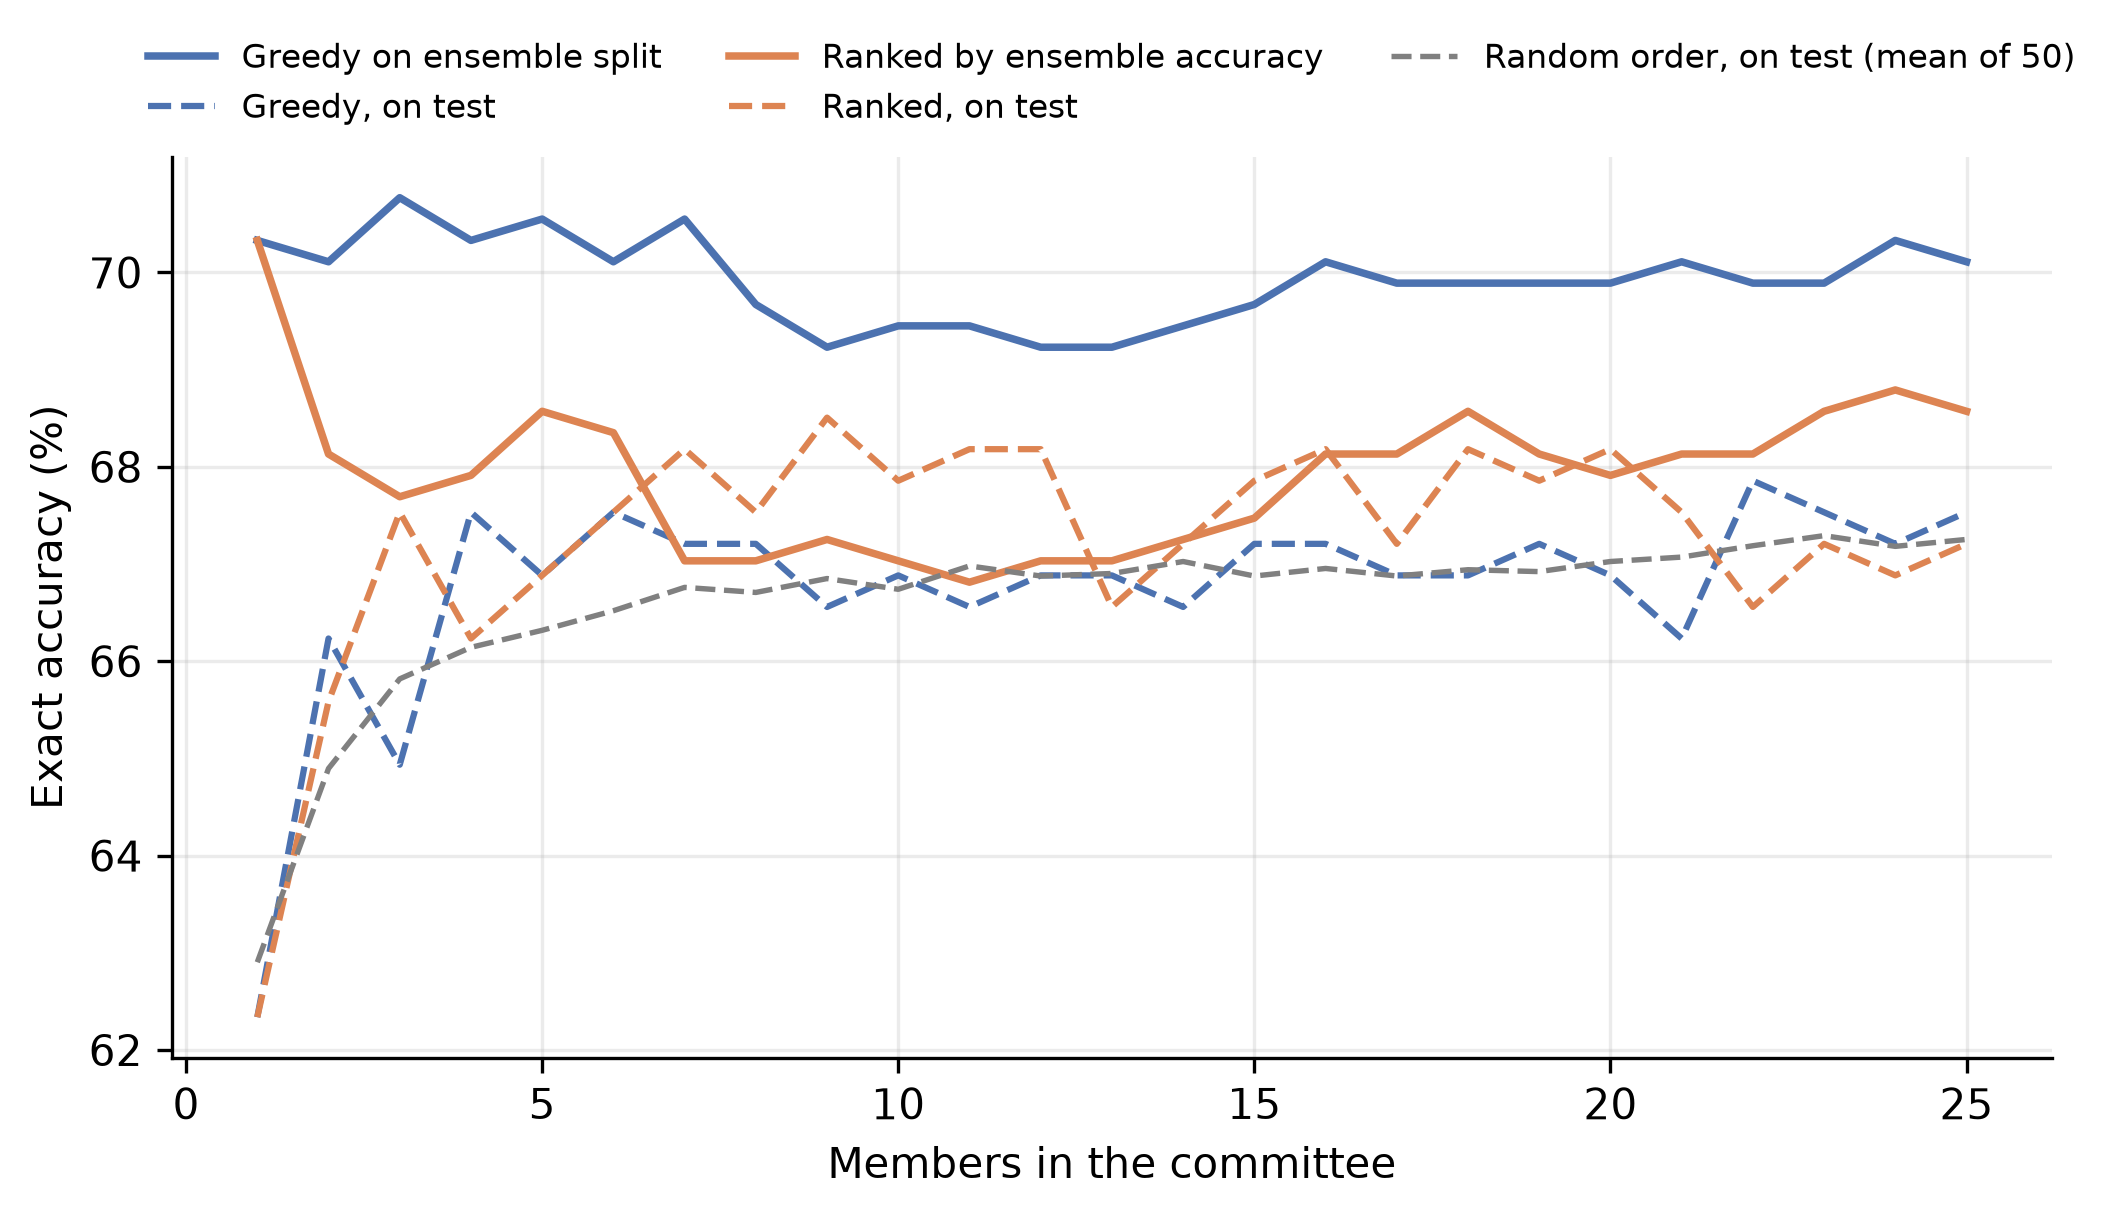 Greedy on ensemble split
Greedy, on test
Ranked by ensemble accuracy
Ranked, on test
Random order, on test (mean of 50)
Exact accuracy (%)
70
68
66
64
62
0 5 10 15 20 25
Members in the committee